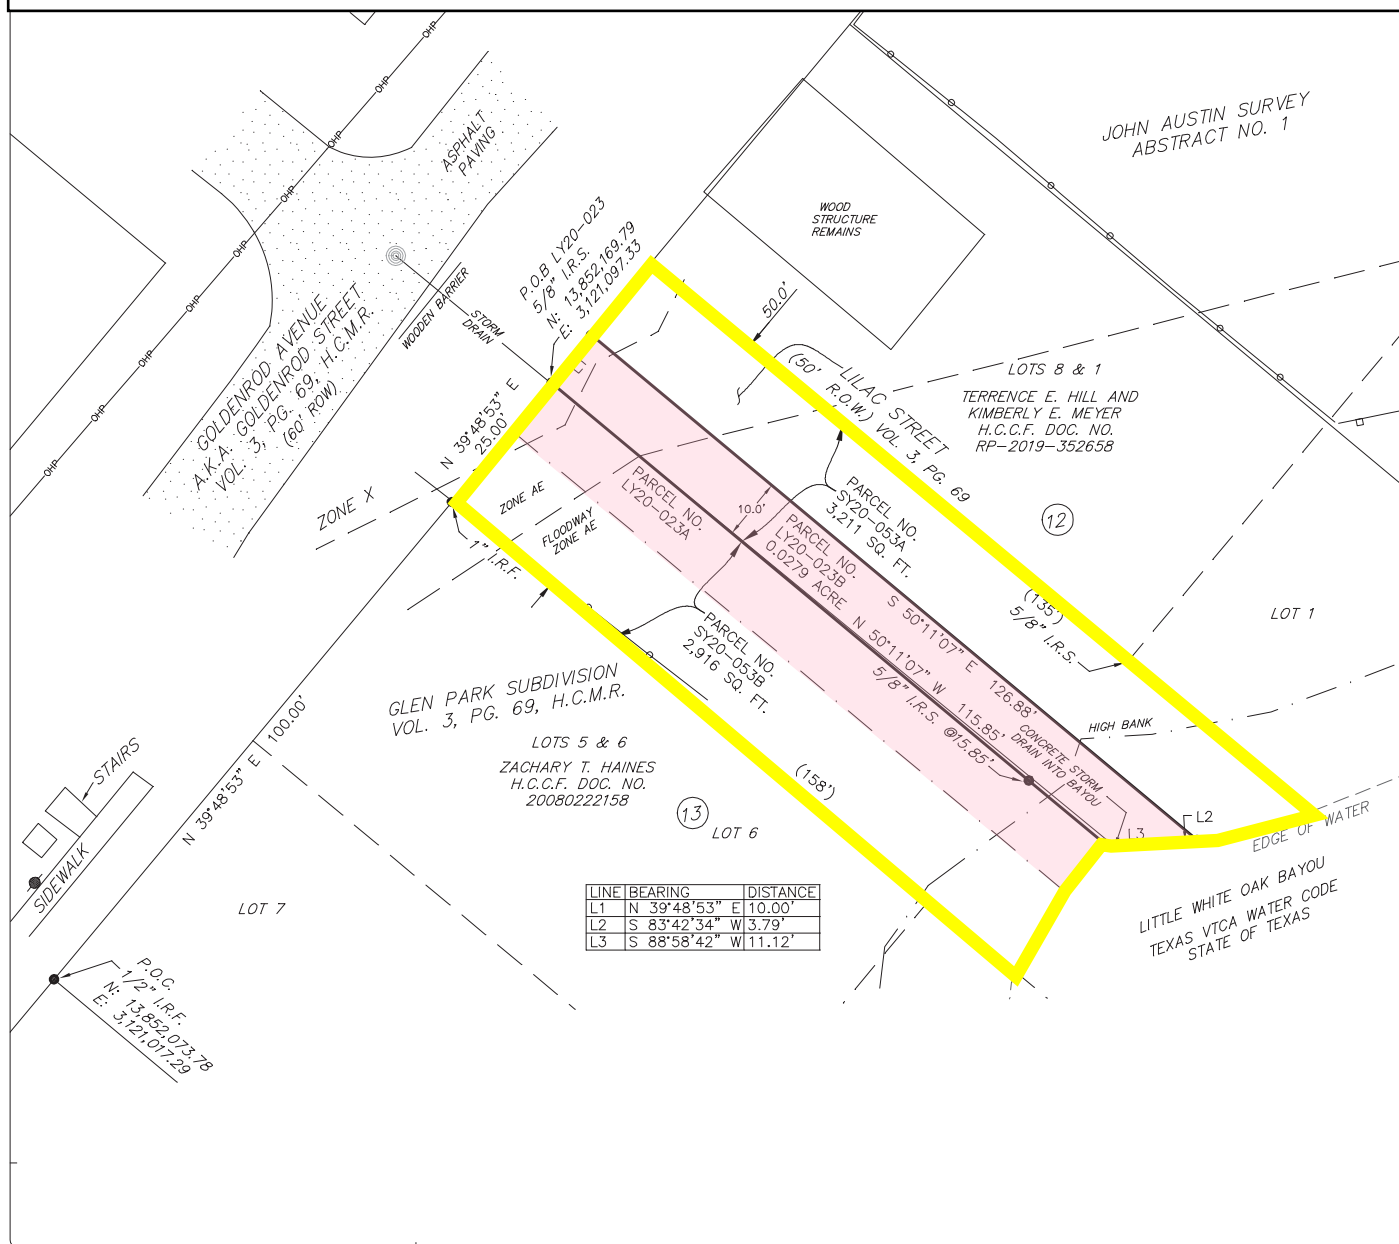 OHP
OHP
OHP
OHP
OHP
OHP
OHP
OHP
OHP
OHP
ASPHALT
PAVING
JOHN AUSTIN SURVEY
ABSTRACT NO. 1
WOOD
STRUCTURE
REMAINS
P.O.B LY20-023
5/8" I.R.S.
N: 13,852,169.79
E: 3,121,097.33
GOLDENROD AVENUE
A.K.A. GOLDENROD STREET
VOL. 3, PG. 69, H.C.M.R.
(60' ROW)
WOODEN BARRIER
STORM
DRAIN
50.0'
LILAC STREET
(50' R.O.W.) VOL. 3, PG. 69
LOTS 8 & 1
TERRENCE E. HILL AND
KIMBERLY E. MEYER
H.C.C.F. DOC. NO.
RP-2019-352658
L1
N 39°48'53" E
25.00'
ZONE X
ZONE AE
FLOODWAY
ZONE AE
1" I.R.F.
PARCEL NO.
LY20-023A
10.0'
PARCEL NO.
SY20-053A
3,211 SQ. FT.
12
PARCEL NO.
LY20-023B
0.0279 ACRE
S 50°11'07" E 126.88'
N 50°11'07" W 115.85'
5/8" I.R.S. @15.85'
(135')
5/8" I.R.S.
LOT 1
PARCEL NO.
SY20-053B
2,916 SQ. FT.
GLEN PARK SUBDIVISION
VOL. 3, PG. 69, H.C.M.R.
LOTS 5 & 6
ZACHARY T. HAINES
H.C.C.F. DOC. NO.
20080222158
13
LOT 6
(158')
CONCRETE STORM
DRAIN INTO BAYOU
HIGH BANK
L2
L3
EDGE OF WATER
LITTLE WHITE OAK BAYOU
TEXAS VTCA WATER CODE
STATE OF TEXAS
N 39°48'53" E 100.00'
STAIRS
SIDEWALK
LOT 7
LINE BEARING DISTANCE
L1 N 39°48'53" E 10.00'
L2 S 83°42'34" W 3.79'
L3 S 88°58'42" W 11.12'
P.O.C.
1/2" I.R.F.
N: 13,852,073.78
E: 3,121,017.29